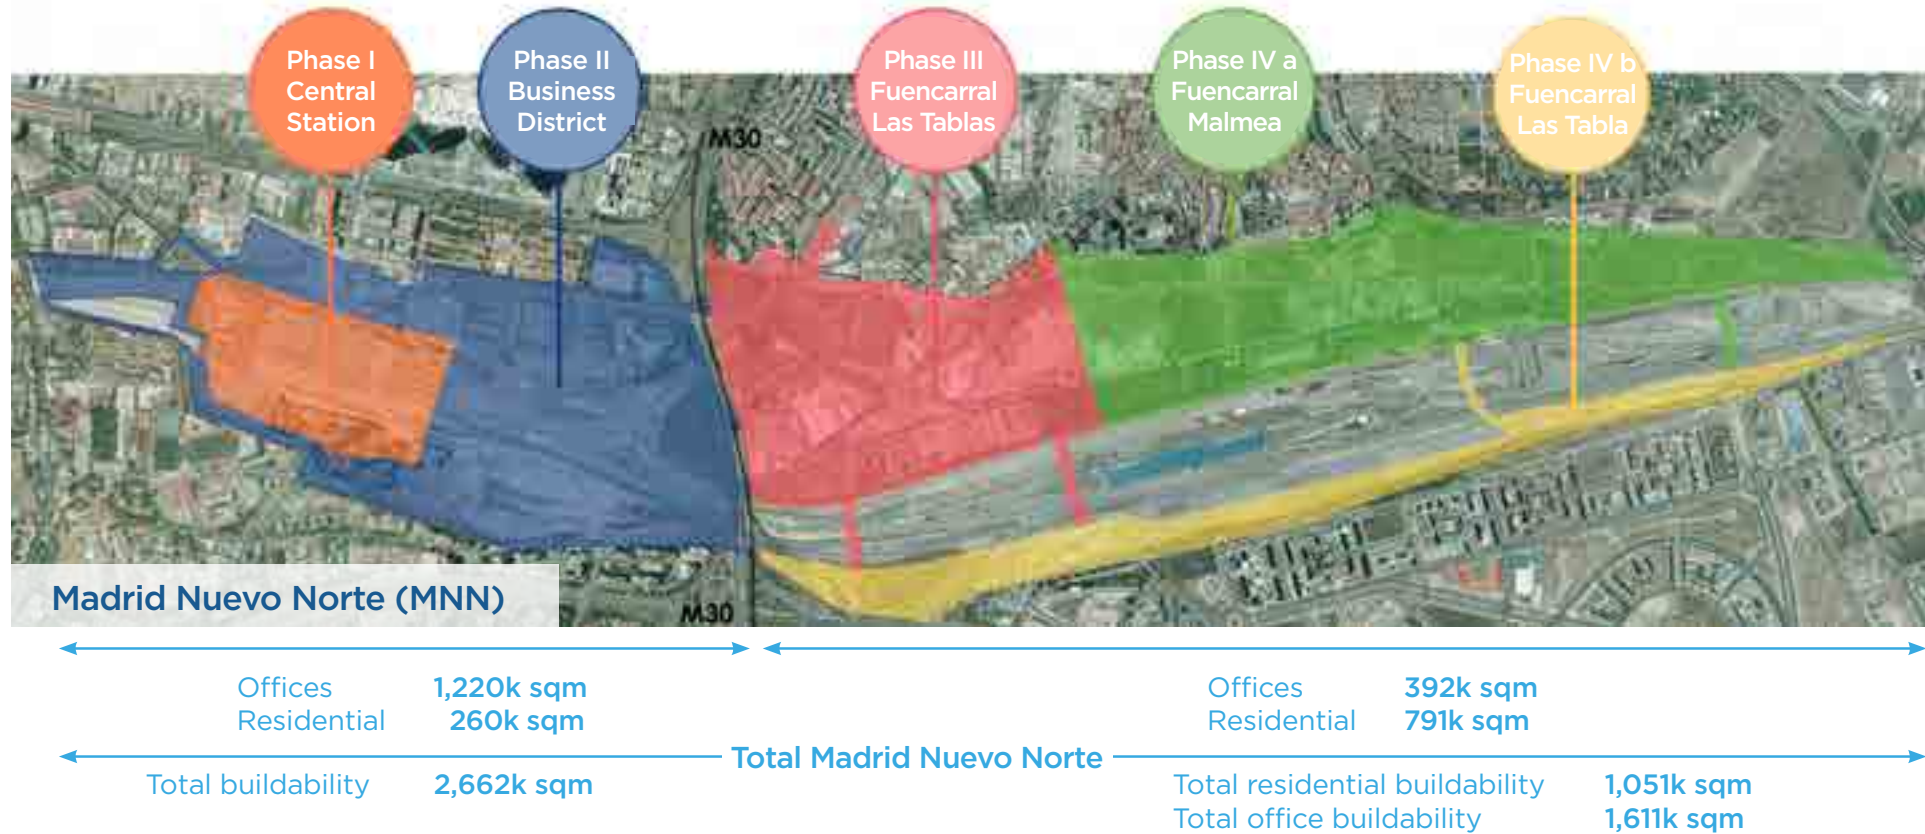 Phase I
Central
Station
Phase II
Business
District
Phase III
Fuencarral
Las Tablas
Phase IV a
Fuencarral
Malmea
Phase IV b
Fuencarral
Las Tabla
M30
M30
Madrid Nuevo Norte (MNN)
Offices 1,220k sqm
Residential 260k sqm
Offices 392k sqm
Residential 791k sqm
Total Madrid Nuevo Norte
Total buildability 2,662k sqm
Total residential buildability 1,051k sqm
Total office buildability 1,611k sqm